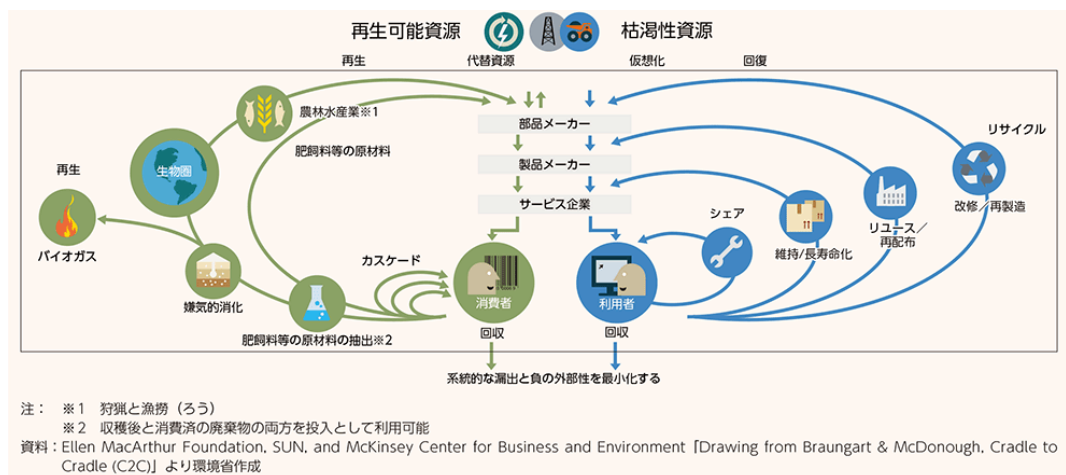 再生可能資源
枯渇性資源
再生
代替資源
仮想化
回復
農林水産業※1
部品メーカー
リサイクル
肥飼料等の原材料
製品メーカー
再生
生物圏
サービス企業
改修／再製造
シェア
リユース／
再配布
維持/長寿命化
バイオガス
カスケード
嫌気的消化
消費者
利用者
肥飼料等の原材料の抽出※2
回収
回収
系統的な漏出と負の外部性を最小化する
注： ※1 狩猟と漁撈（ろう）
※2 収穫後と消費済の廃棄物の両方を投入として利用可能
資料：Ellen MacArthur Foundation, SUN, and McKinsey Center for Business and Environment「Drawing from Braungart & McDonough, Cradle to
Cradle (C2C)」より環境省作成